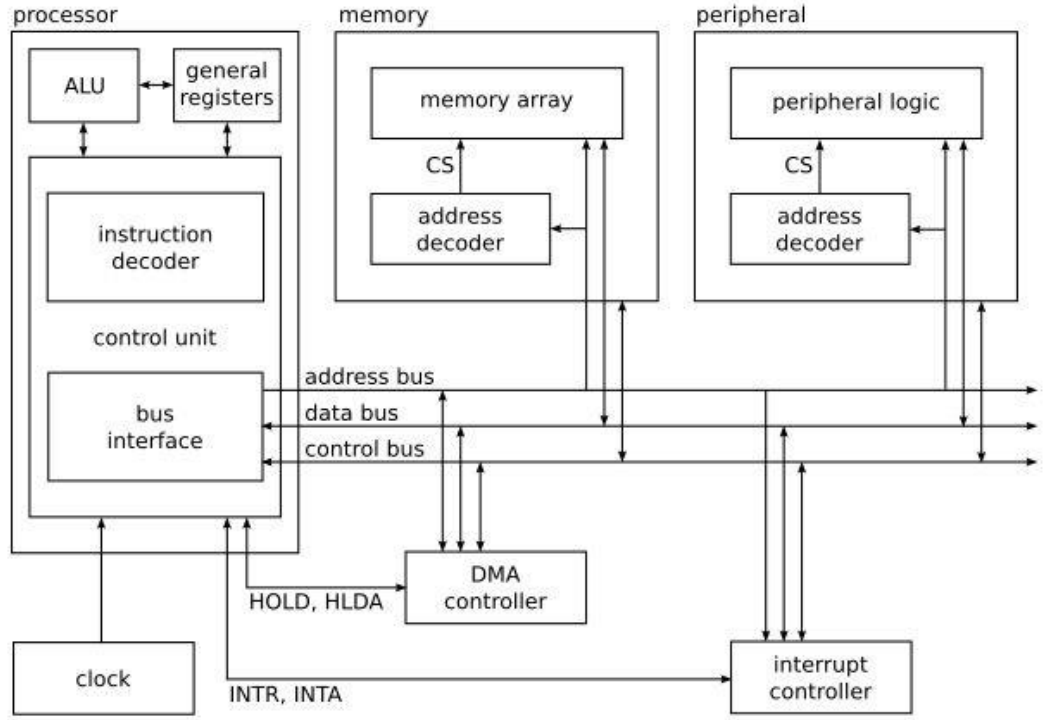 processor
memory
peripheral
ALU
general
registers
memory array
peripheral logic
CS
CS
instruction
decoder
address
decoder
address
decoder
control unit
address bus
bus
interface
data bus
control bus
DMA
controller
HOLD, HLDA
clock
INTR, INTA
interrupt
controller